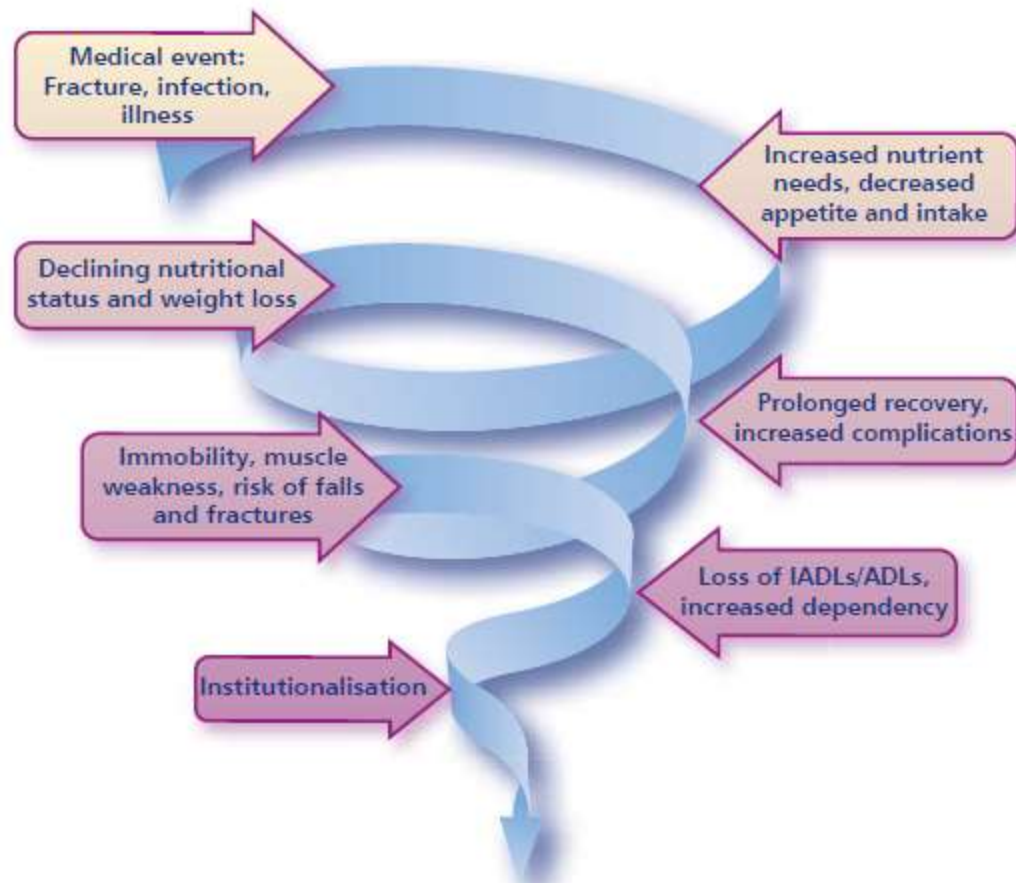 Medical event:
Fracture, infection,
illness
Increased nutrient
needs, decreased
appetite and intake
Declining nutritional
status and weight loss
Prolonged recovery,
increased complications
Immobility, muscle
weakness, risk of falls
and fractures
Loss of IADLs/ADLs,
increased dependency
Institutionalisation